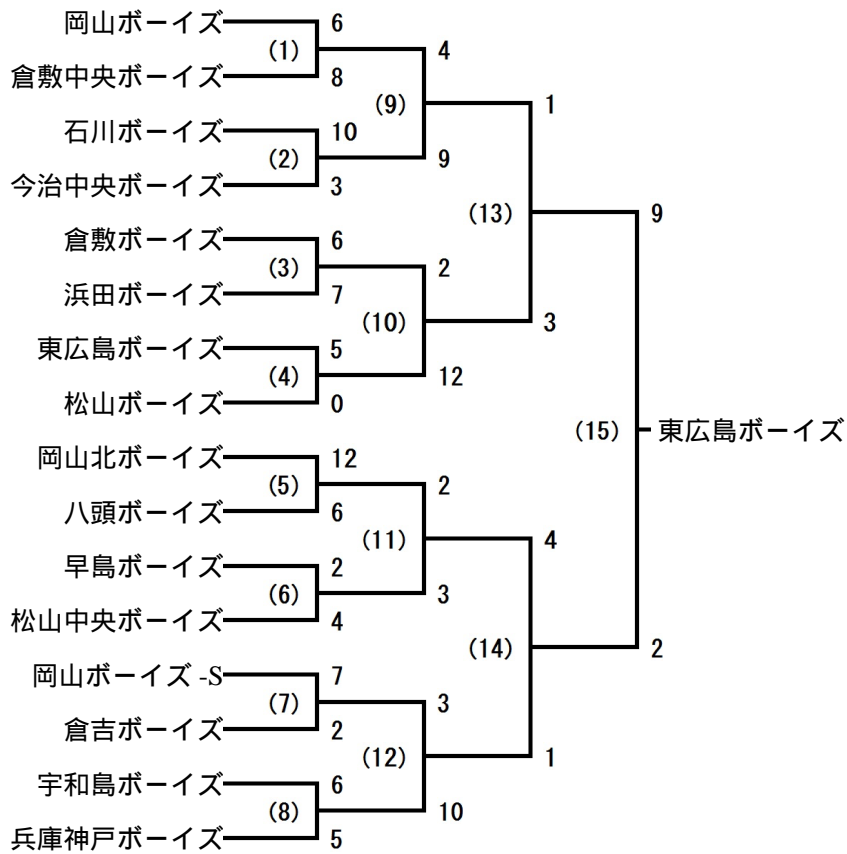 岡山ボーイズ 6
(1) 4
倉敷中央ボーイズ 8
(9) 1
石川ボーイズ 10
(2) 9
今治中央ボーイズ 3
(13) 9
倉敷ボーイズ 6
(3) 2
浜田ボーイズ 7
(10) 3
東広島ボーイズ 5
(4) 12
松山ボーイズ 0
(15) 東広島ボーイズ
岡山北ボーイズ 12
(5) 2
八頭ボーイズ 6
(11) 4
早島ボーイズ 2
(6) 3
松山中央ボーイズ 4
(14) 2
岡山ボーイズ -S 7
(7) 3
倉吉ボーイズ 2
(12) 1
宇和島ボーイズ 6
(8) 10
兵庫神戸ボーイズ 5